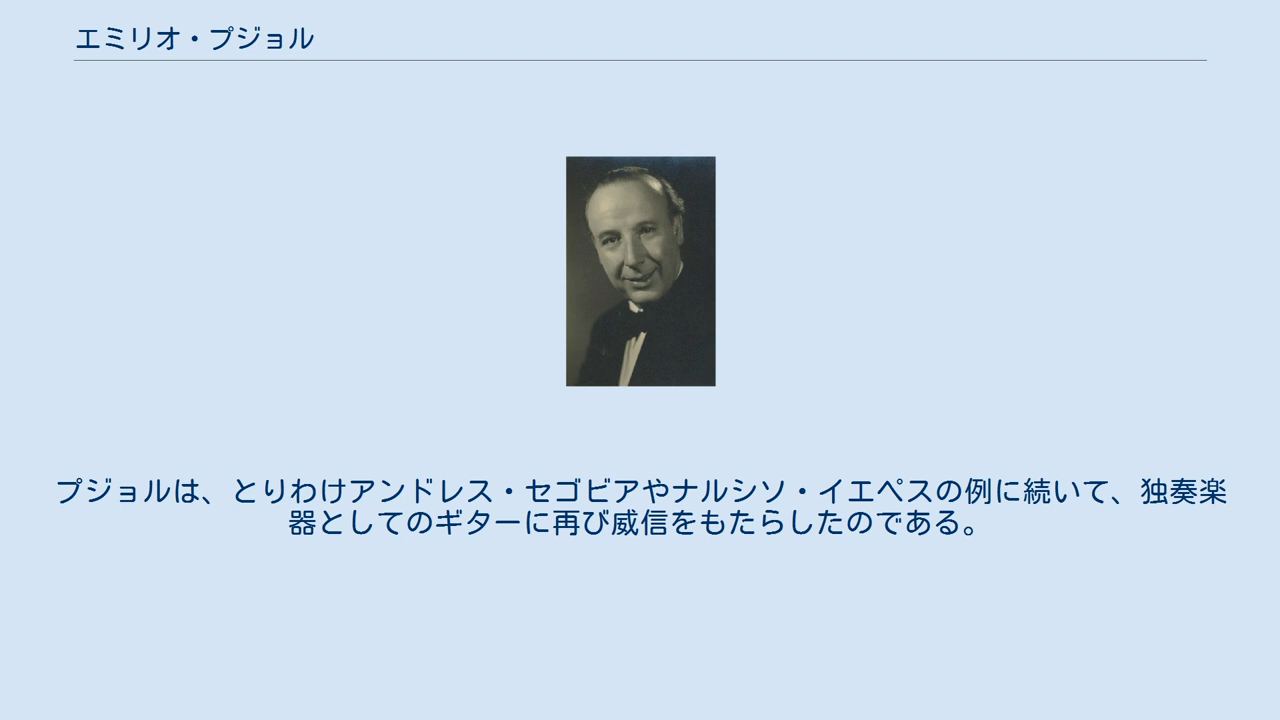 エミリオ・プジョル
プジョルは、とりわけアンドレス・セゴビアやナルシソ・イエペスの例に続いて、独奏楽
器としてのギターに再び威信をもたらしたのである。